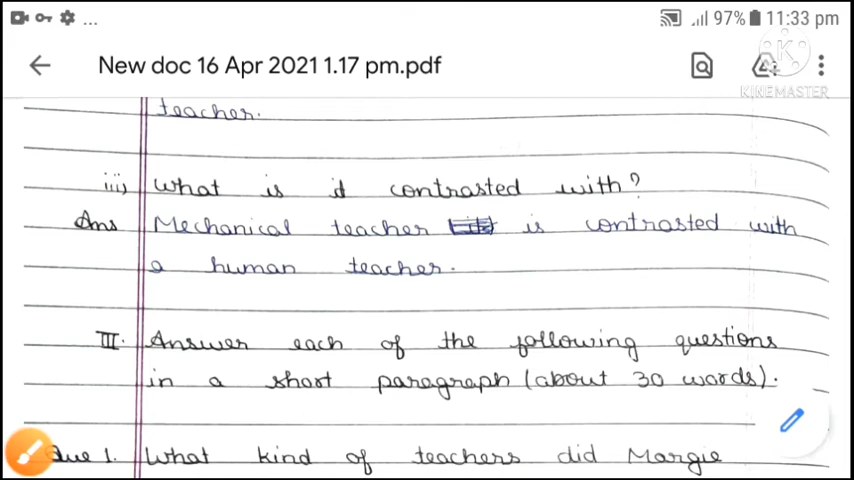 ... 97% 11:33 pm
New doc 16 Apr 2021 1.17 pm.pdf
KINEMASTER
teacher.
iii, What is it contrasted with?
Ans Mechanical teacher is contrasted with
a human teacher.
III. Answer each of the following questions
in a short paragraph (about 30 words).
Que 1. What kind of teachers did Margie